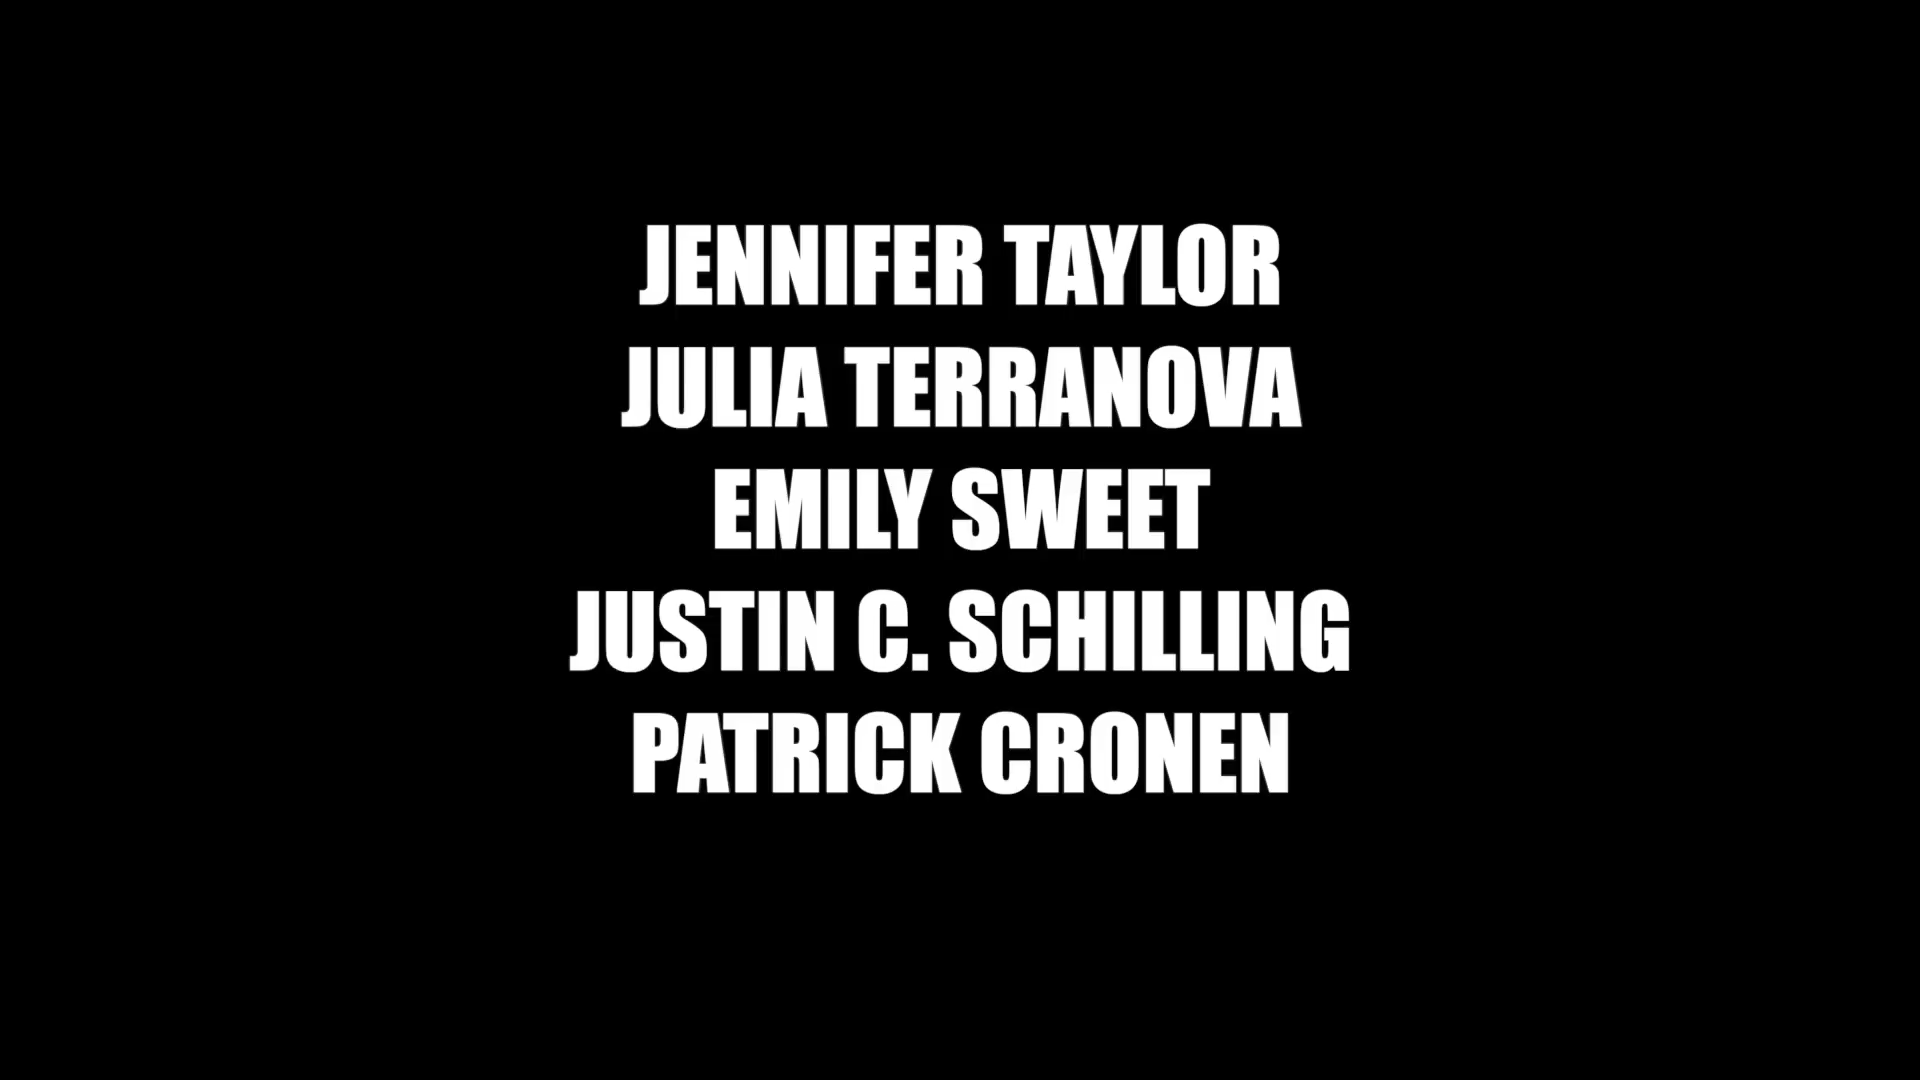 JENNIFER TAYLOR
JULIA TERRANOVA
EMILY SWEET
JUSTIN C. SCHILLING
PATRICK CRONEN